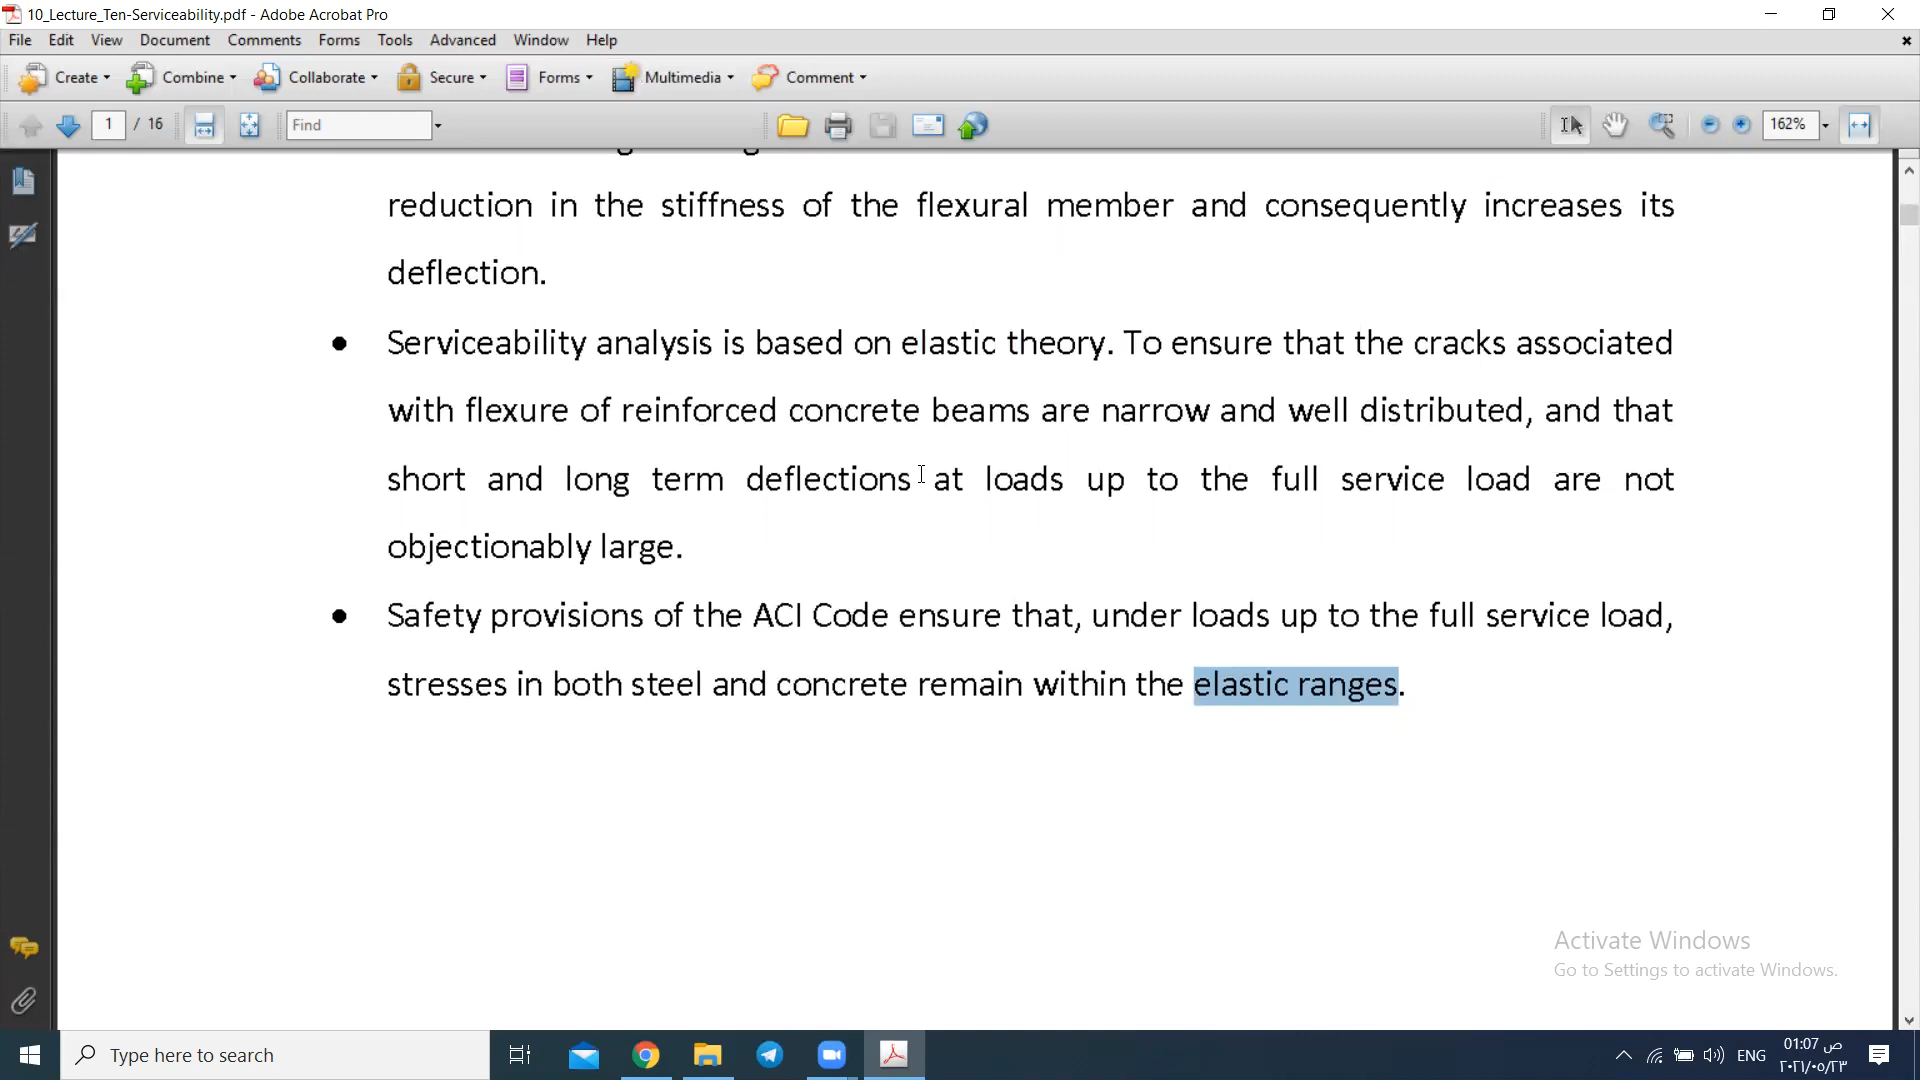 10_Lecture_Ten-Serviceability.pdf - Adobe Acrobat Pro
File Edit View Document Comments Forms Tools Advanced Window Help
Create Combine Collaborate Secure Forms Multimedia Comment
1 / 16 Find 162%
reduction in the stiffness of the flexural member and consequently increases its
deflection.
• Serviceability analysis is based on elastic theory. To ensure that the cracks associated
with flexure of reinforced concrete beams are narrow and well distributed, and that
short and long term deflections at loads up to the full service load are not
objectionably large.
• Safety provisions of the ACI Code ensure that, under loads up to the full service load,
stresses in both steel and concrete remain within the elastic ranges.
Activate Windows
Go to Settings to activate Windows.
Type here to search
ENG
01:07 ص
٢٠٢١/٠٥/٢٣